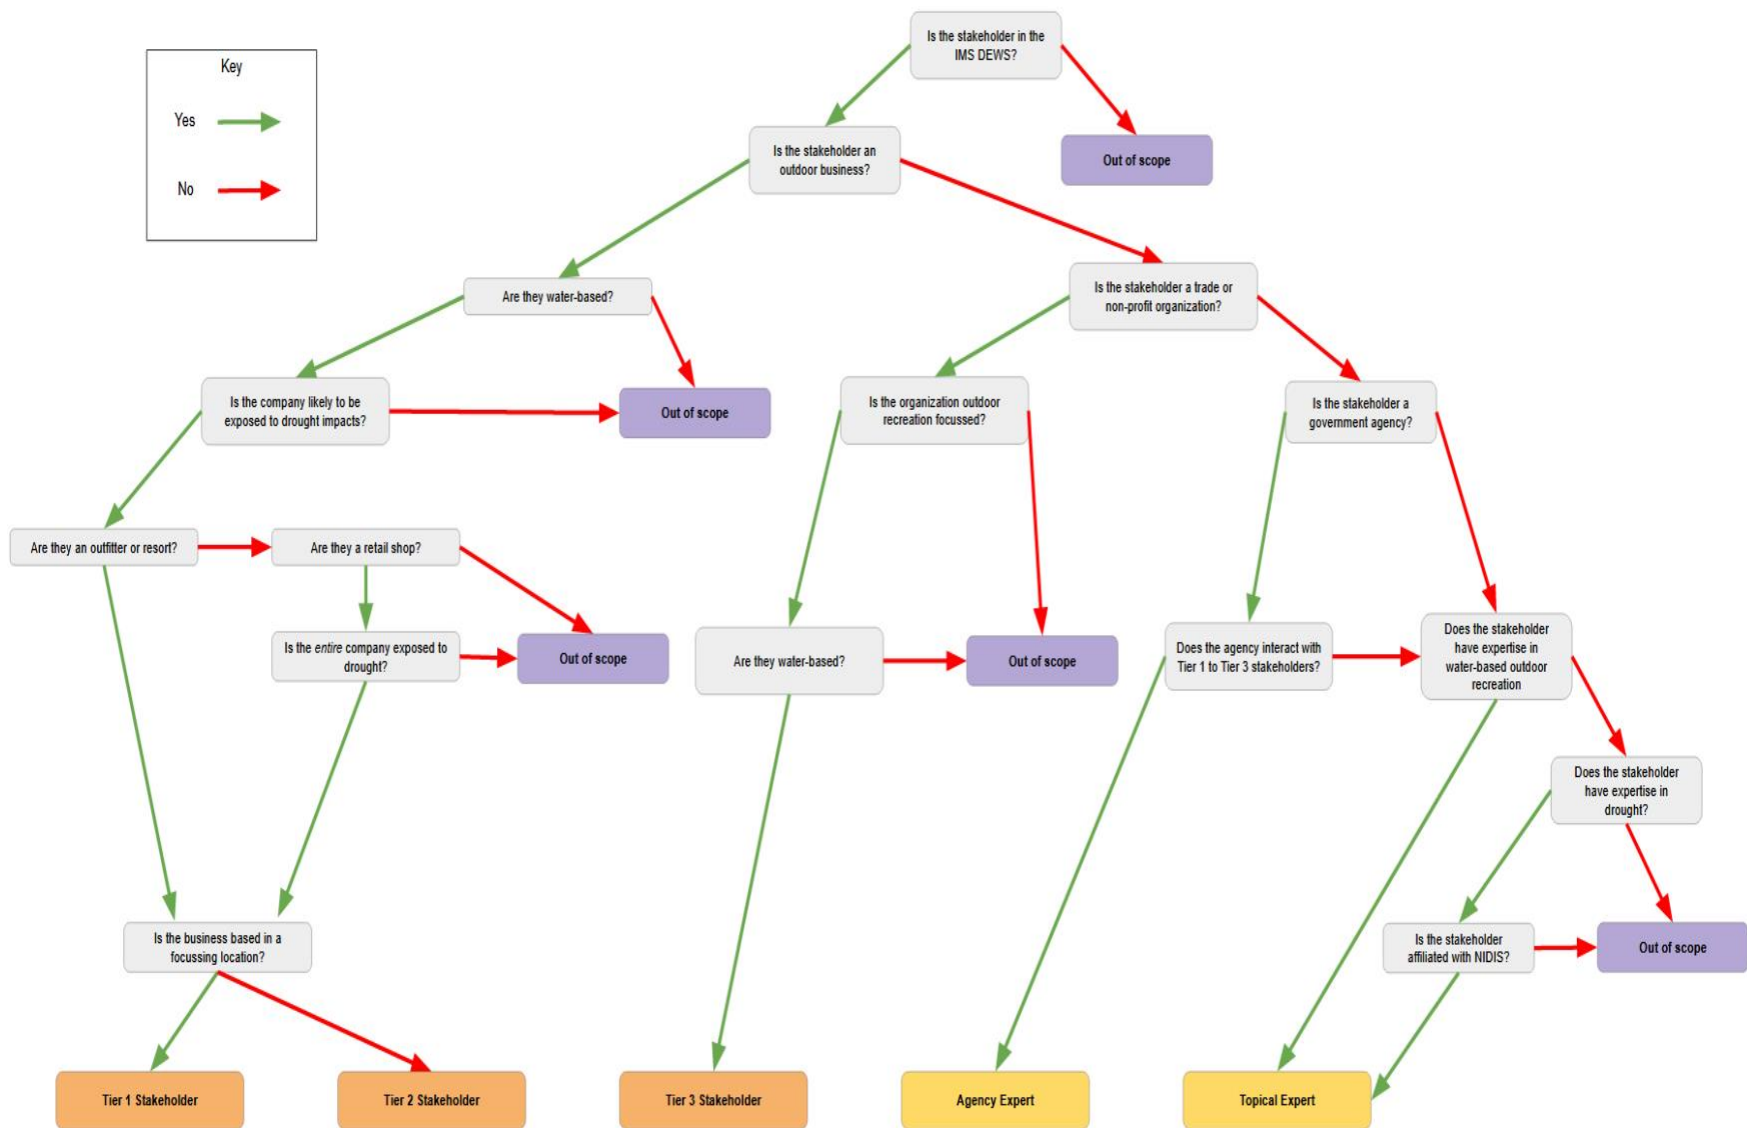 Is the stakeholder in the
IMS DEWS?
Key
Yes
No
Is the stakeholder an
outdoor business?
Out of scope
Are they water-based?
Is the stakeholder a trade or
non-profit organization?
Is the company likely to be
exposed to drought impacts?
Out of scope
Is the organization outdoor
recreation focussed?
Is the stakeholder a
government agency?
Are they an outfitter or resort?
Are they a retail shop?
Is the entire company exposed to
drought?
Out of scope
Are they water-based?
Out of scope
Does the agency interact with
Tier 1 to Tier 3 stakeholders?
Does the stakeholder
have expertise in
water-based outdoor
recreation
Does the stakeholder
have expertise in
drought?
Is the business based in a
focussing location?
Is the stakeholder
affiliated with NIDIS?
Out of scope
Tier 1 Stakeholder
Tier 2 Stakeholder
Tier 3 Stakeholder
Agency Expert
Topical Expert